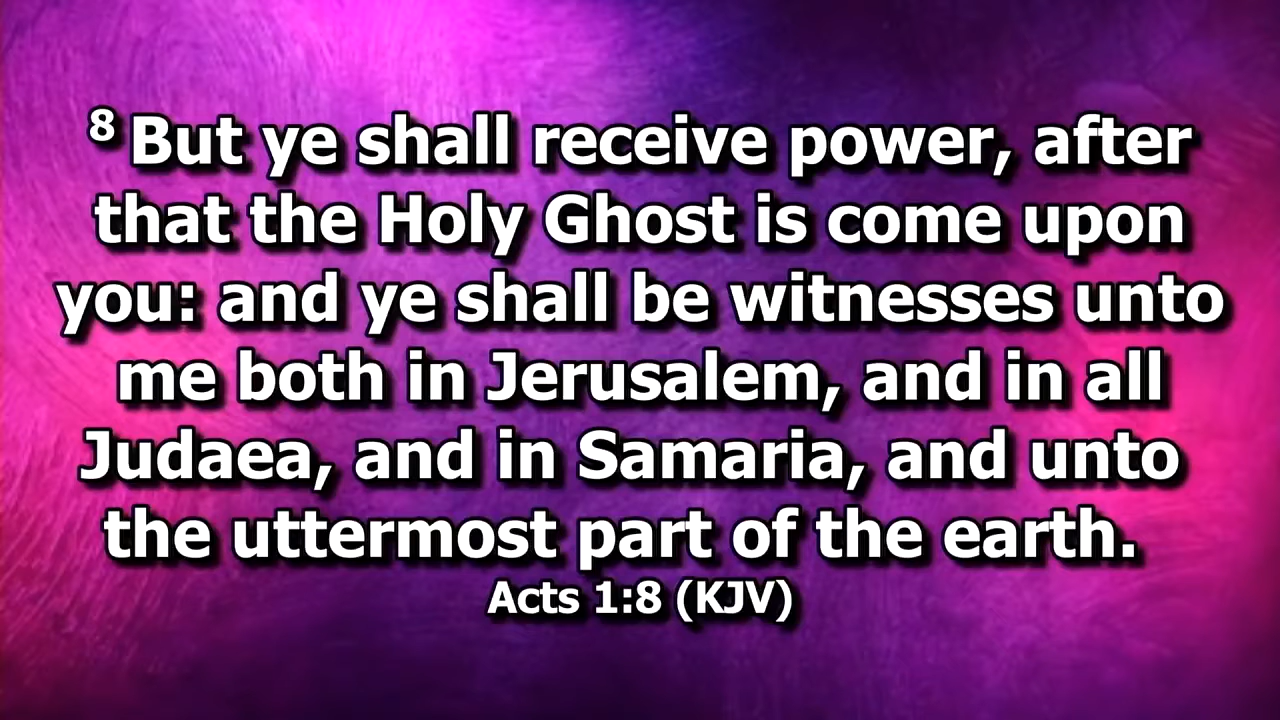 ⁸ But ye shall receive power, after
that the Holy Ghost is come upon
you: and ye shall be witnesses unto
me both in Jerusalem, and in all
Judaea, and in Samaria, and unto
the uttermost part of the earth.
Acts 1:8 (KJV)